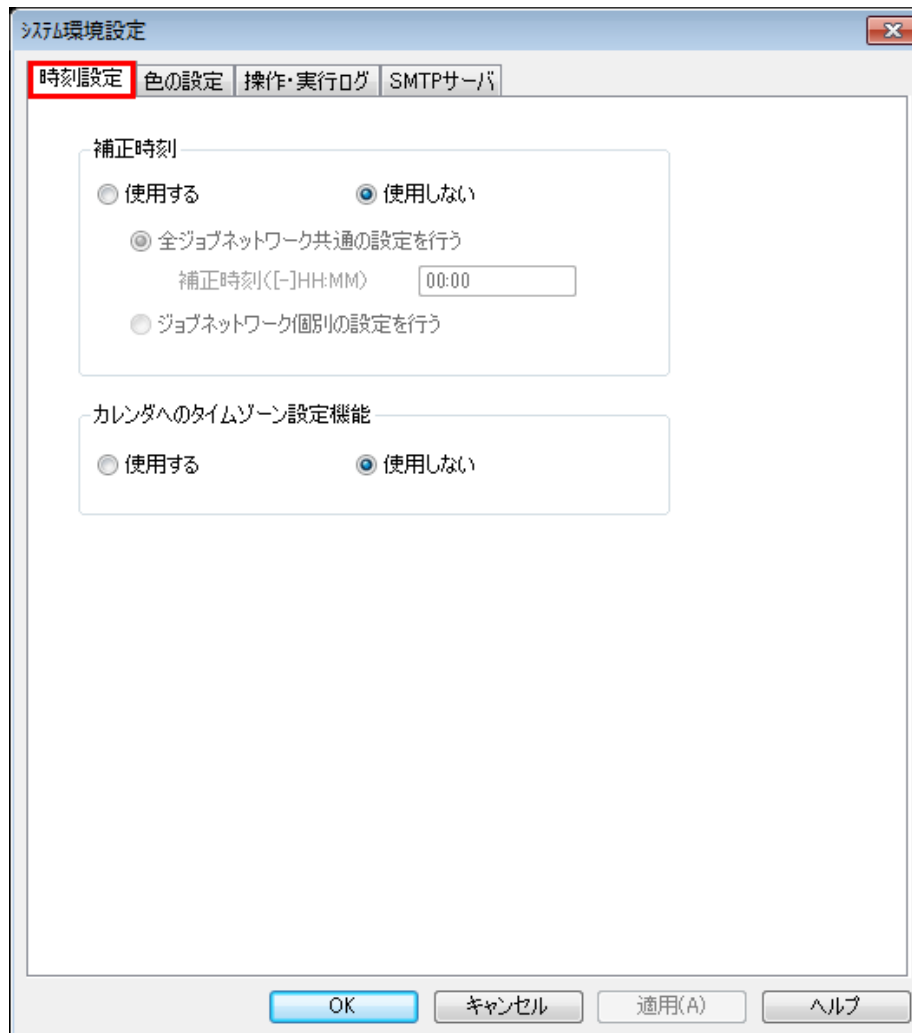 システム環境設定
時刻設定 色の設定 操作・実行ログ SMTPサーバ
補正時刻
使用する 使用しない
全ジョブネットワーク共通の設定を行う
補正時刻([-]HH:MM) 00:00
ジョブネットワーク個別の設定を行う
カレンダへのタイムゾーン設定機能
使用する 使用しない
OK キャンセル 適用(A) ヘルプ